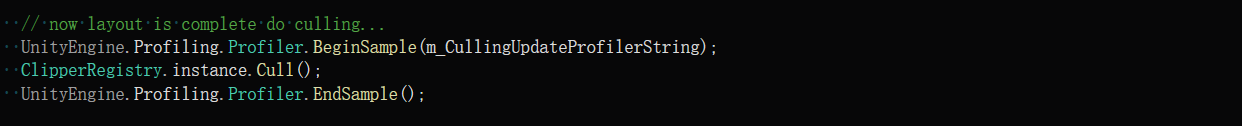 // now layout is complete do culling...
UnityEngine.Profiling.Profiler.BeginSample(m_CullingUpdateProfilerString);
ClipperRegistry.instance.Cull();
UnityEngine.Profiling.Profiler.EndSample();